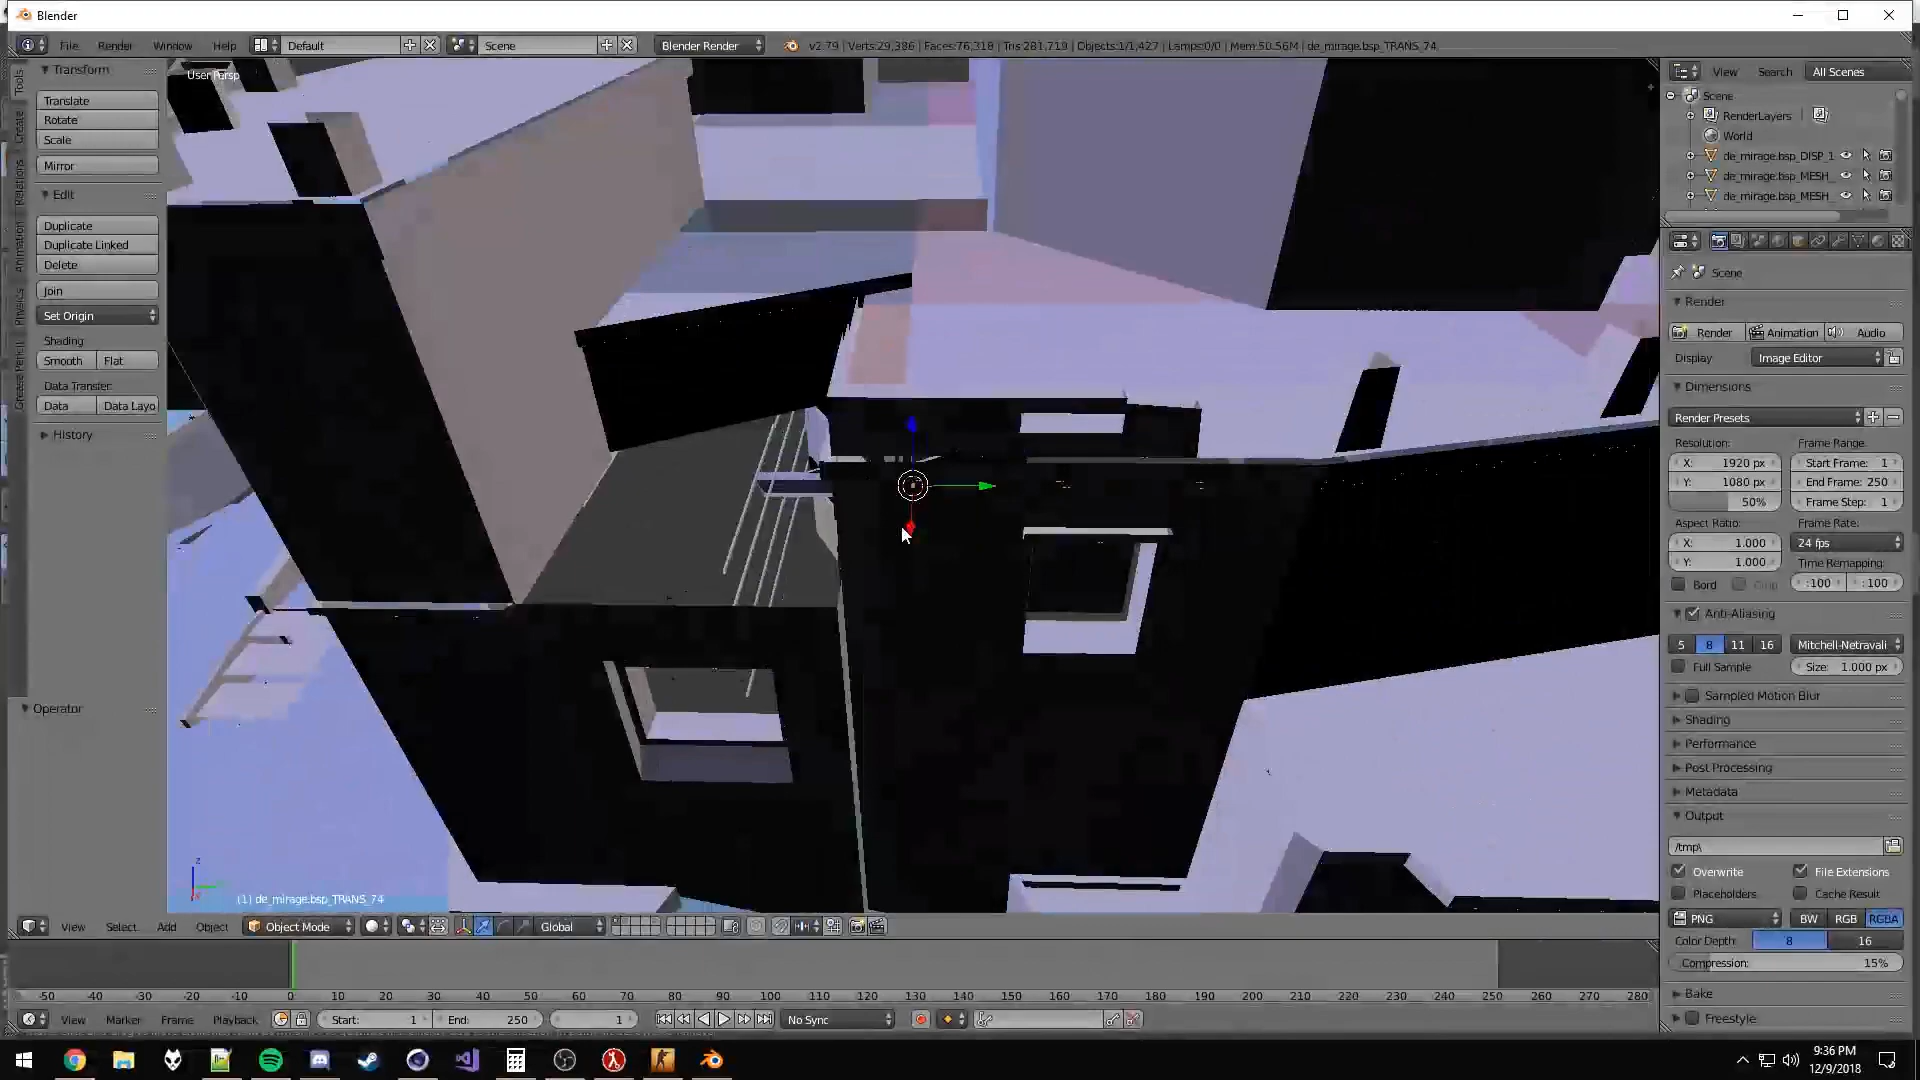 Blender
File Render Window Help Default Scene Blender Render v2.79 | Verts:29,386 | Faces:76,318 | Tris:281,719 | Objects:1/1,427 | Lamps:0/0 | Mem:50.56M | de_mirage.bsp_TRANS_74
Tools
Create
Relations
Animation
Physics
Grease Pencil
Transform
Translate
Rotate
Scale
Mirror
Edit
Duplicate
Duplicate Linked
Delete
Join
Set Origin
Shading:
Smooth Flat
Data Transfer:
Data Data Layo
History
Operator
User Persp
(1) de_mirage.bsp_TRANS_74
View Select Add Object Object Mode Global
View Search All Scenes
Scene
RenderLayers
World
de_mirage.bsp_DISP_1
de_mirage.bsp_MESH_
de_mirage.bsp_MESH_
Scene
Render
Render Animation Audio
Display Image Editor
Dimensions
Render Presets
Resolution: Frame Range:
X: 1920 px Start Frame: 1
Y: 1080 px End Frame: 250
50% Frame Step: 1
Aspect Ratio: Frame Rate:
X: 1.000 24 fps
Y: 1.000 Time Remapping:
Bord Crop :100 :100
Anti-Aliasing
5 8 11 16 Mitchell-Netravali
Full Sample Size: 1.000 px
Sampled Motion Blur
Shading
Performance
Post Processing
Metadata
Output
/tmp\
Overwrite File Extensions
Placeholders Cache Result
PNG BW RGB RGBA
Color Depth: 8 16
Compression: 15%
Bake
Freestyle
-50 -40 -30 -20 -10 0 10 20 30 40 50 60 70 80 90 100 110 120 130 140 150 160 170 180 190 200 210 220 230 240 250 260 270 280
View Marker Frame Playback Start: 1 End: 250 1 No Sync
9:36 PM
12/9/2018